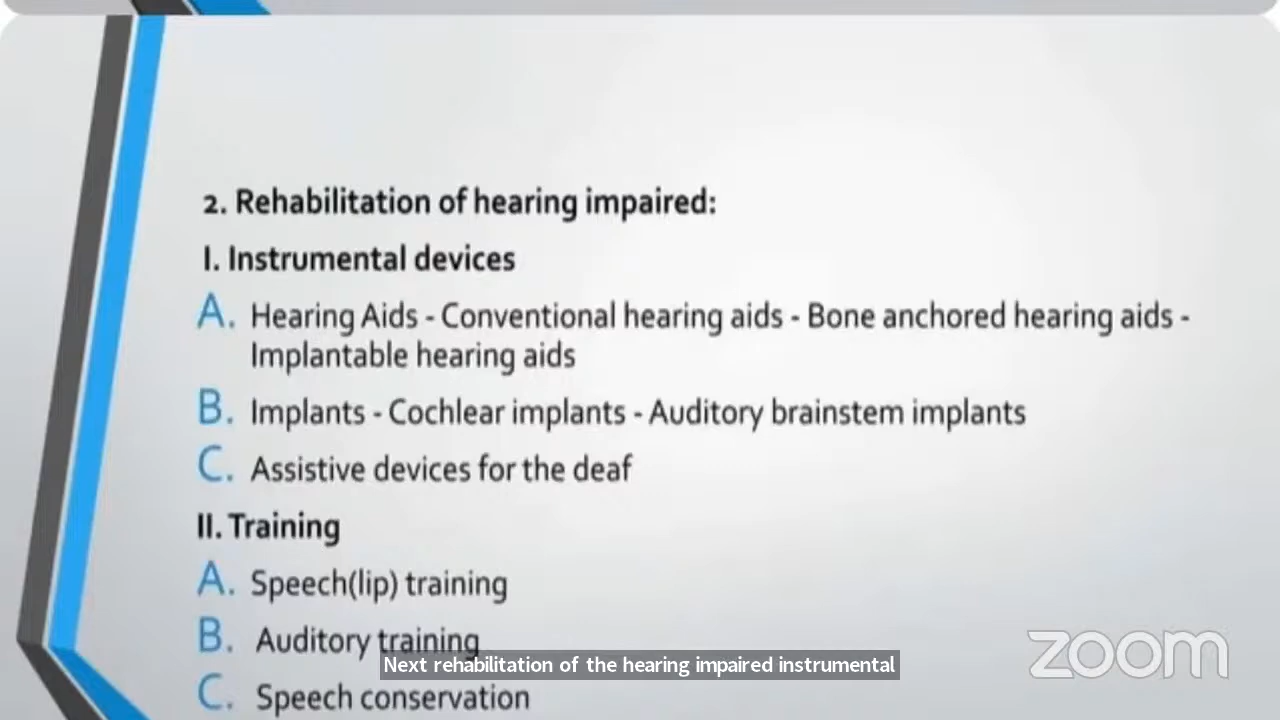 2. Rehabilitation of hearing impaired:
I. Instrumental devices
A. Hearing Aids - Conventional hearing aids - Bone anchored hearing aids -
Implantable hearing aids
B. Implants - Cochlear implants - Auditory brainstem implants
C. Assistive devices for the deaf
II. Training
A. Speech(lip) training
B. Auditory training
Next rehabilitation of the hearing impaired instrumental
C. Speech conservation
zoom